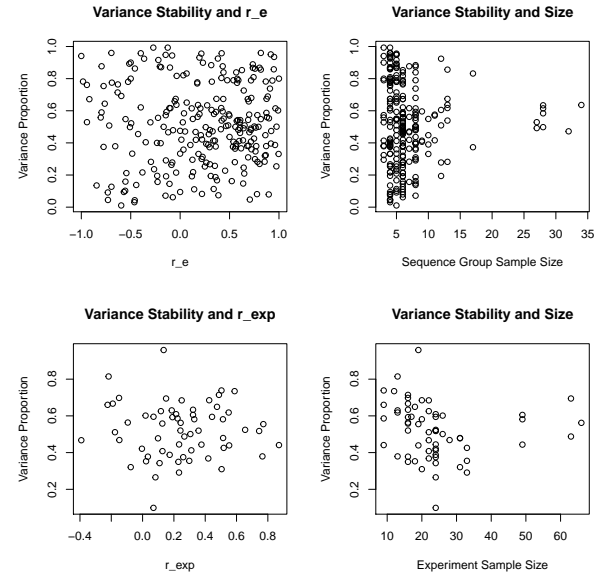 Variance Stability and r_e
Variance Proportion
0.0 0.2 0.4 0.6 0.8 1.0
−1.0 −0.5 0.0 0.5 1.0
r_e
Variance Stability and Size
Variance Proportion
0.0 0.2 0.4 0.6 0.8 1.0
5 10 15 20 25 30 35
Sequence Group Sample Size
Variance Stability and r_exp
Variance Proportion
0.2 0.4 0.6 0.8
−0.4 0.0 0.2 0.4 0.6 0.8
r_exp
Variance Stability and Size
Variance Proportion
0.2 0.4 0.6 0.8
10 20 30 40 50 60
Experiment Sample Size